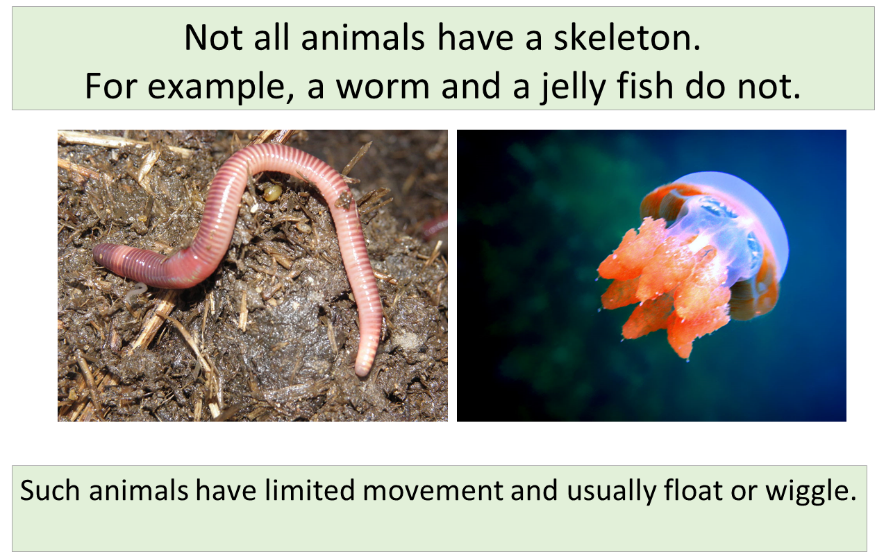 Not all animals have a skeleton.
For example, a worm and a jelly fish do not.
Such animals have limited movement and usually float or wiggle.